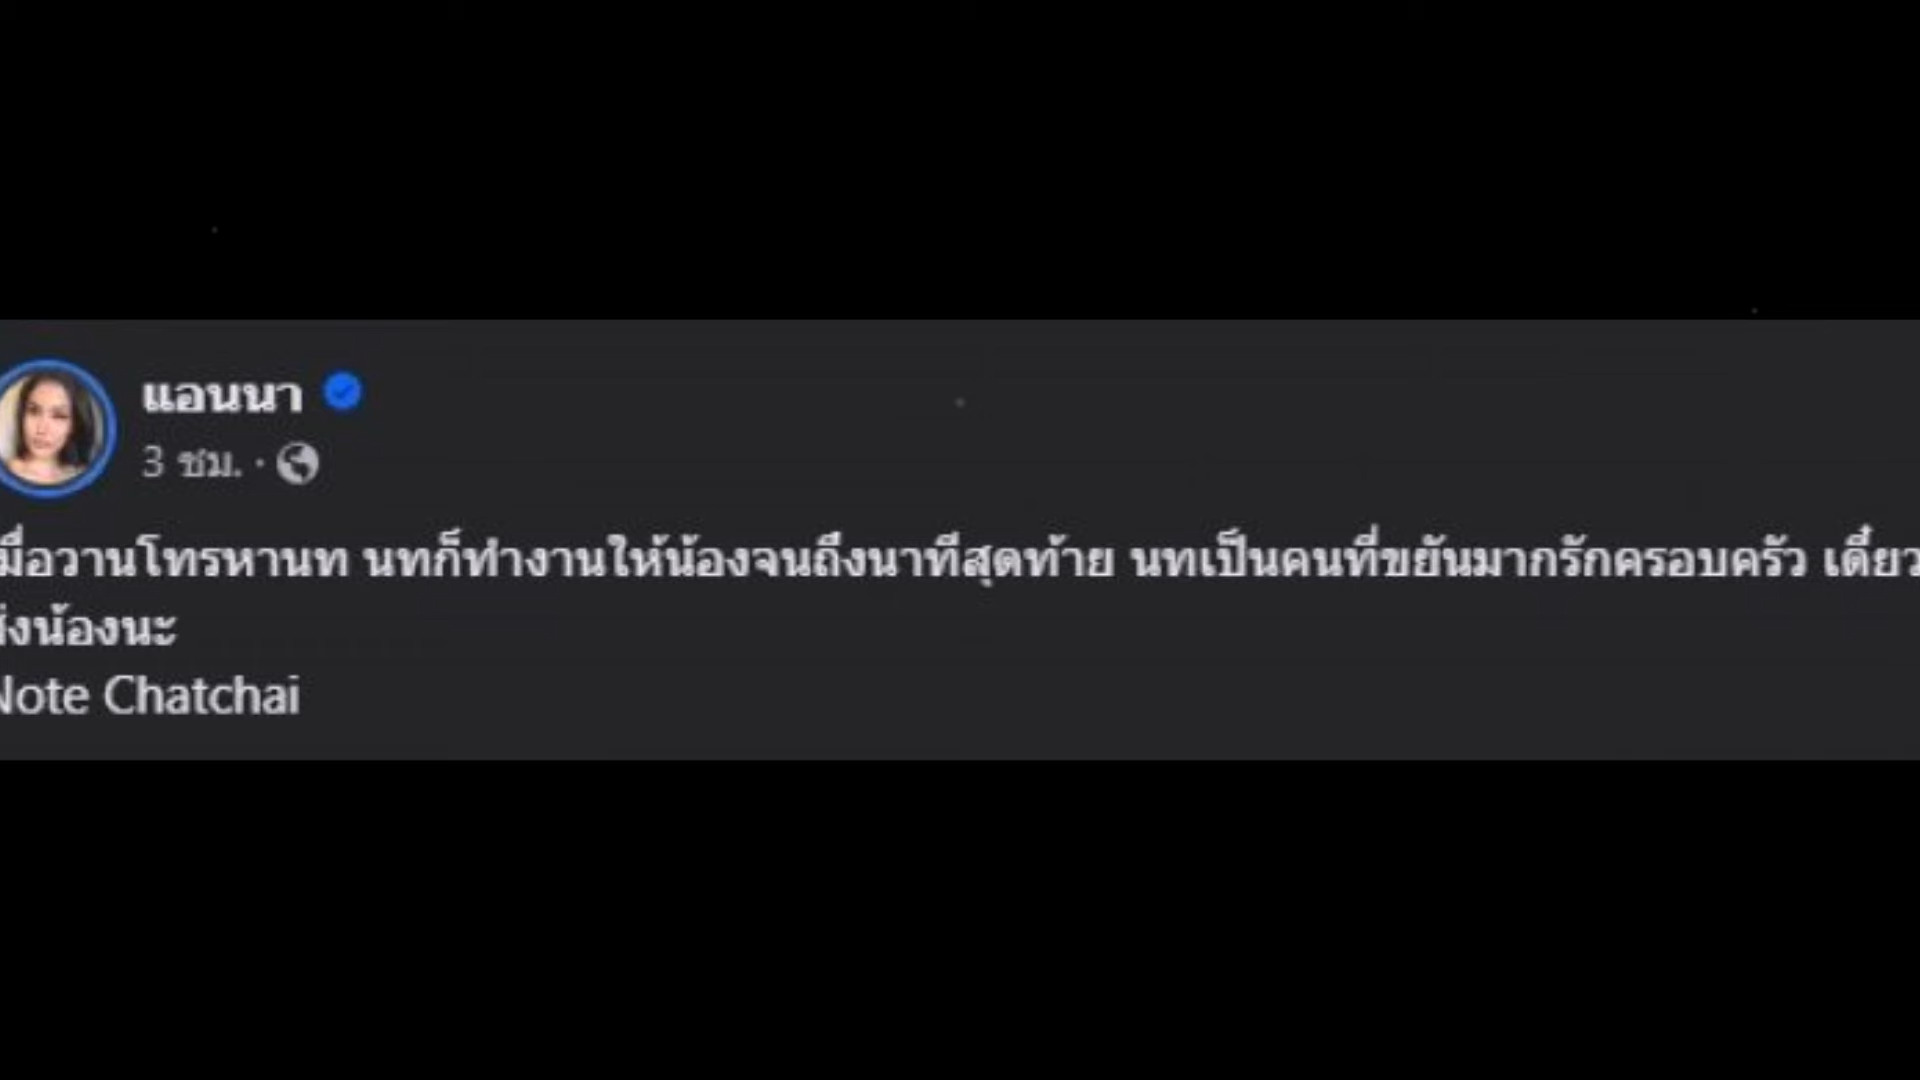 แอนนา
3 ชม. ·
มื่อวานโทรหานท นทก็ทำงานให้น้องจนถึงนาทีสุดท้าย นทเป็นคนที่ขยันมากรักครอบครัว เดี๋ยว
ส่งน้องนะ
Note Chatchai